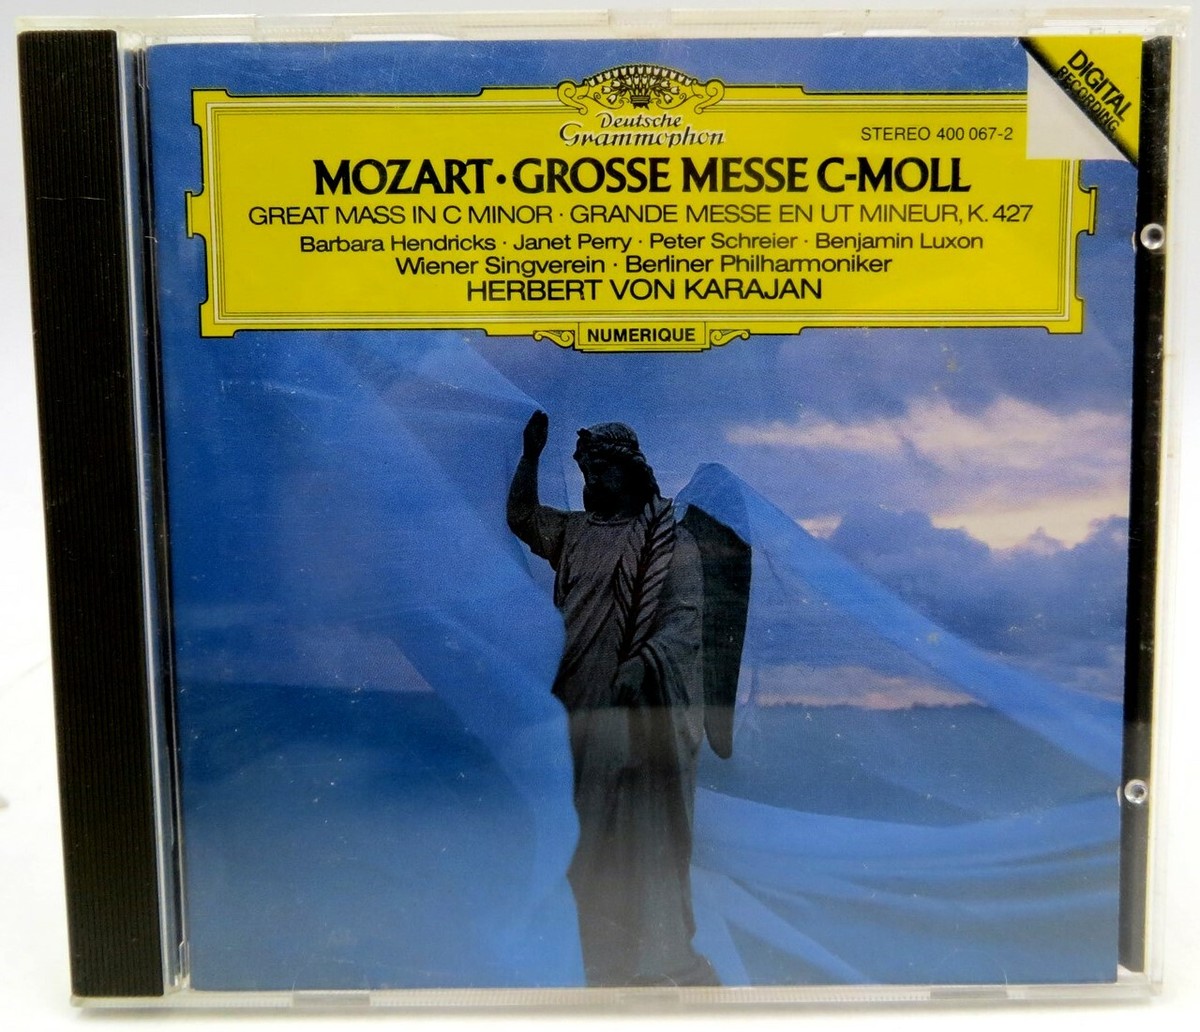 DIGITAL
RECORDING
Deutsche
Grammophon
STEREO 400 067-2
MOZART · GROSSE MESSE C-MOLL
GREAT MASS IN C MINOR · GRANDE MESSE EN UT MINEUR, K. 427
Barbara Hendricks · Janet Perry · Peter Schreier · Benjamin Luxon
Wiener Singverein · Berliner Philharmoniker
HERBERT VON KARAJAN
NUMERIQUE